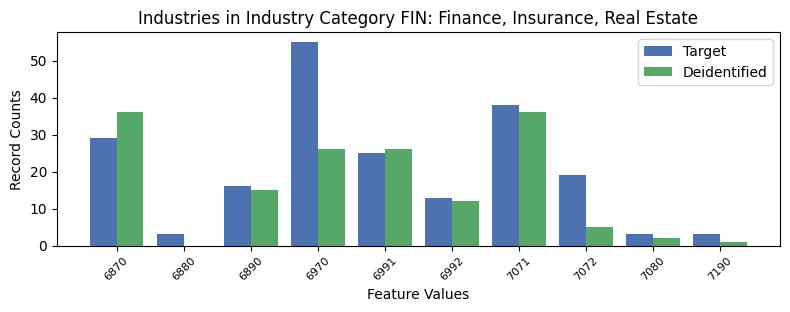 Industries in Industry Category FIN: Finance, Insurance, Real Estate
Target
Deidentified
Record Counts
50
40
30
20
10
0
6870 6880 6890 6970 6991 6992 7071 7072 7080 7190
Feature Values